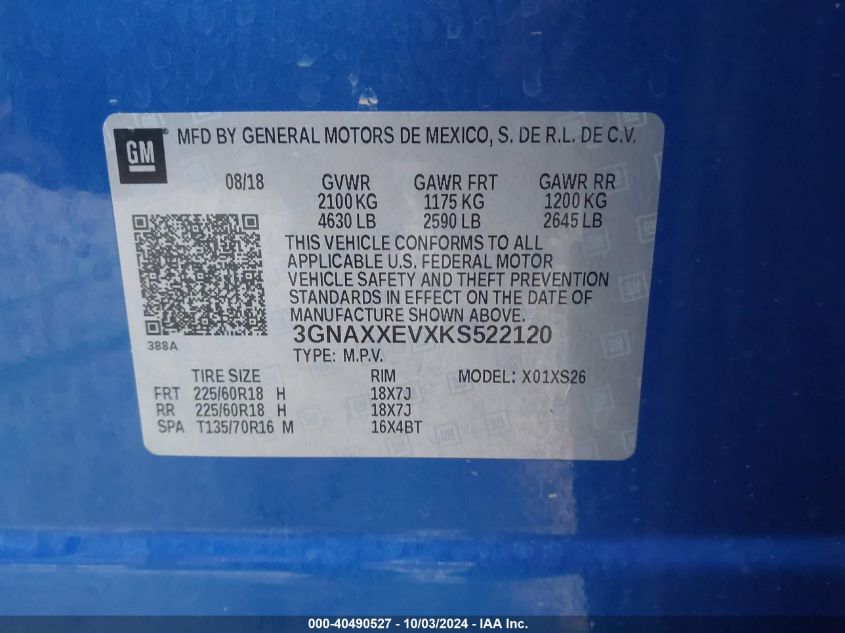 GM ® MFD BY GENERAL MOTORS DE MEXICO, S. DE R.L. DE C.V.
08/18 GVWR GAWR FRT GAWR RR
2100 KG 1175 KG 1200 KG
4630 LB 2590 LB 2645 LB
THIS VEHICLE CONFORMS TO ALL
APPLICABLE U.S. FEDERAL MOTOR
VEHICLE SAFETY AND THEFT PREVENTION
STANDARDS IN EFFECT ON THE DATE OF
MANUFACTURE SHOWN ABOVE.
3GNAXXEVXKS522120
388A
TYPE: M.P.V.
TIRE SIZE RIM MODEL: X01XS26
FRT 225/60R18 H 18X7J
RR 225/60R18 H 18X7J
SPA T135/70R16 M 16X4BT
000-40490527 - 10/03/2024 - IAA Inc.